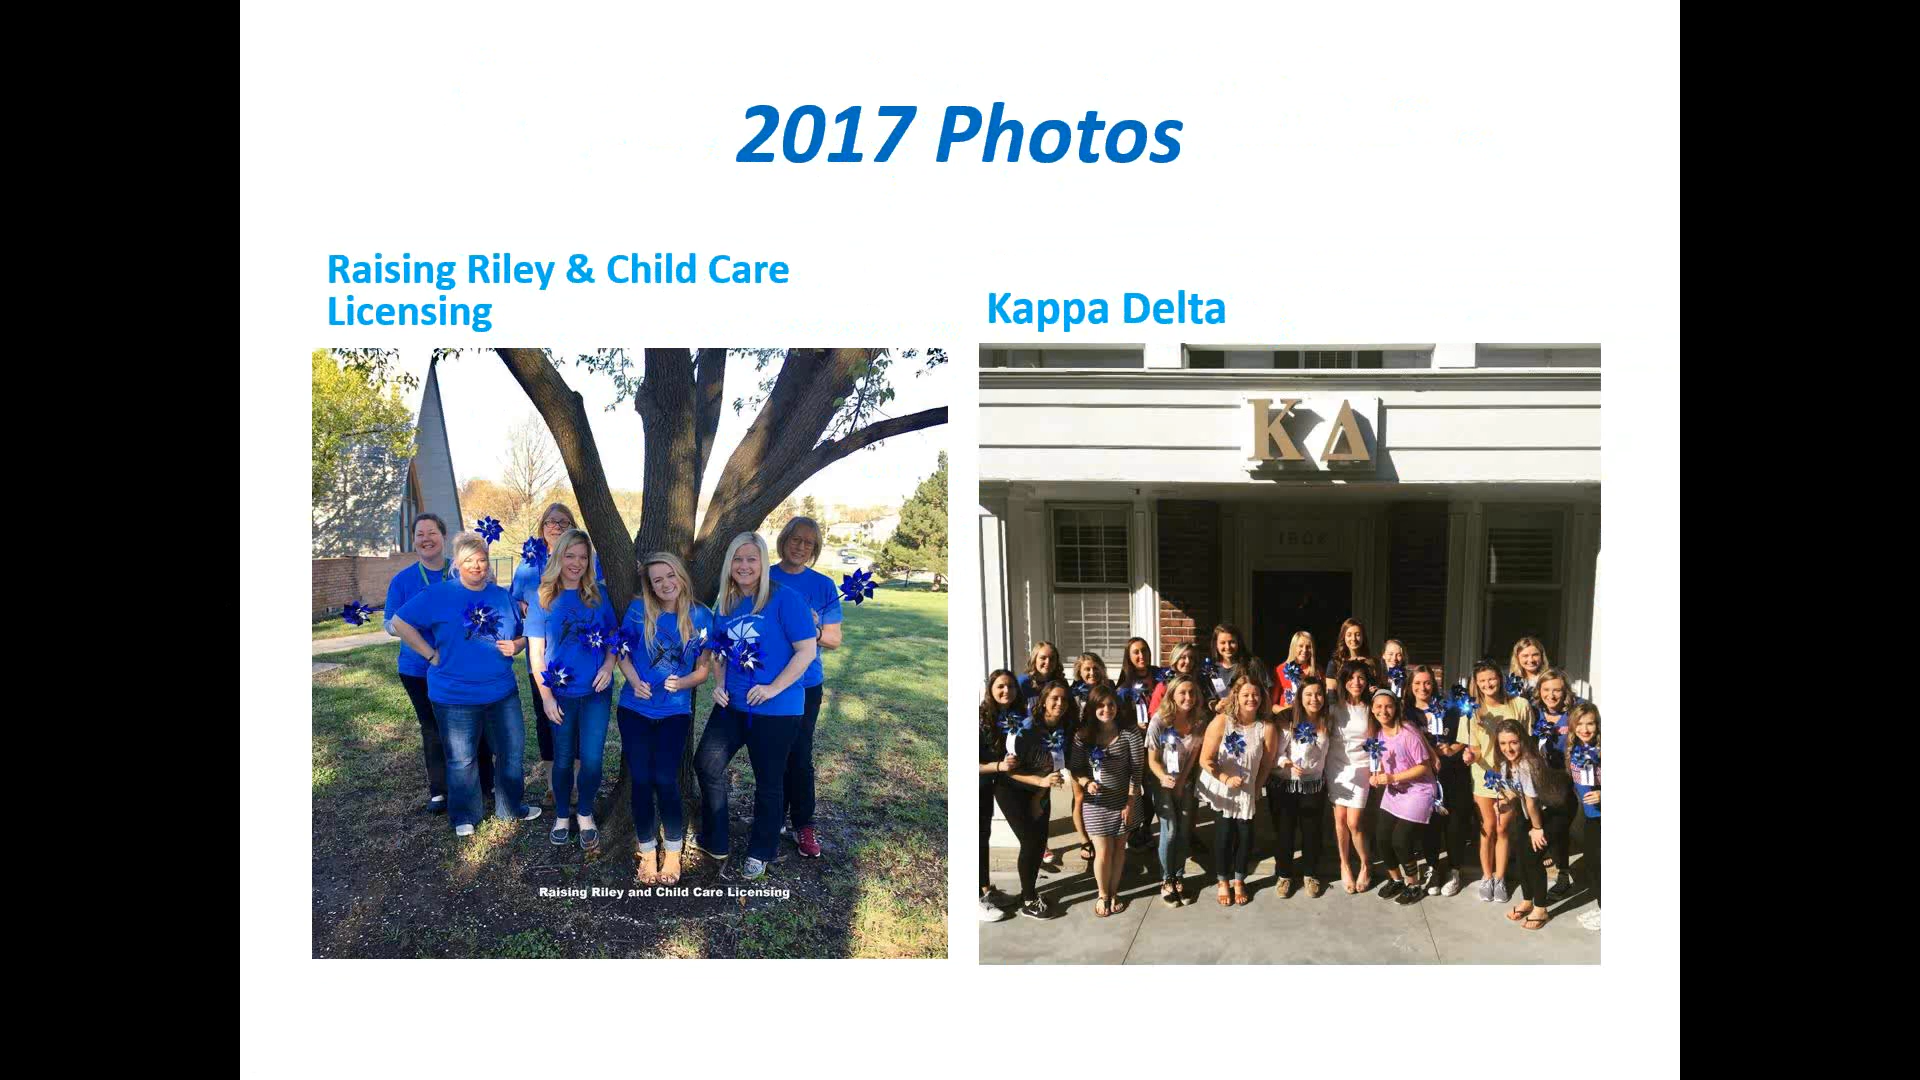 2017 Photos
Raising Riley & Child Care
Licensing
Kappa Delta
ΚΔ
Raising Riley and Child Care Licensing